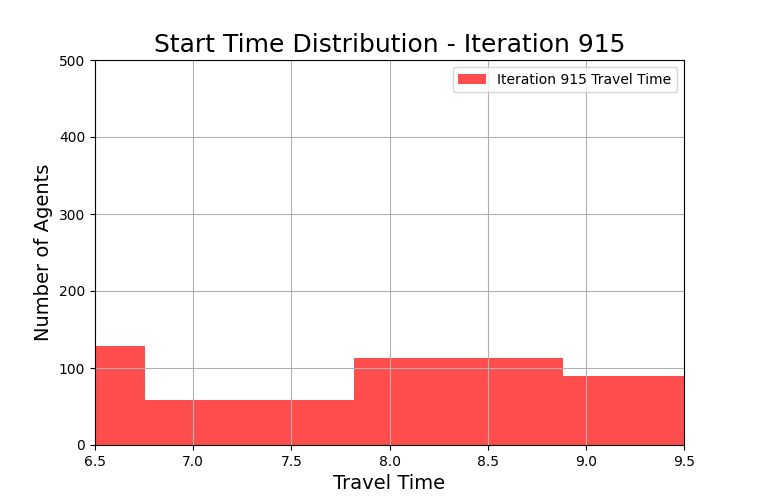 Start Time Distribution - Iteration 915
Iteration 915 Travel Time
Number of Agents
500
400
300
200
100
0
6.5 7.0 7.5 8.0 8.5 9.0 9.5
Travel Time